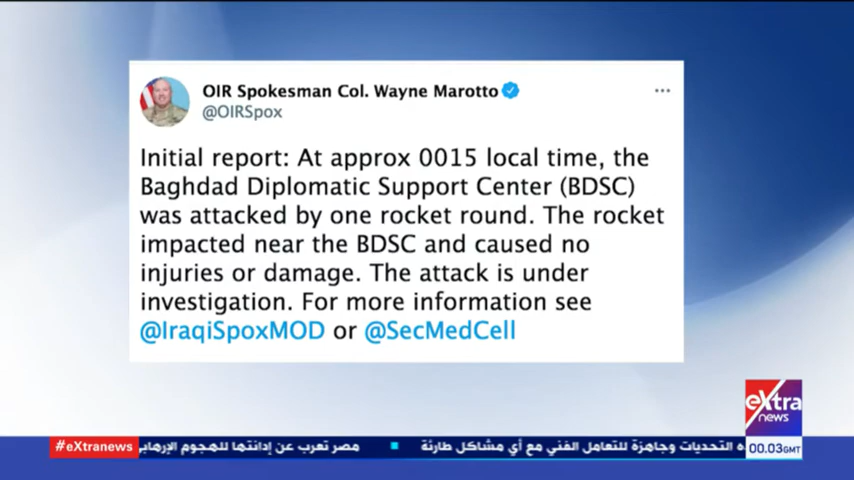 OIR Spokesman Col. Wayne Marotto
@OIRSpox
Initial report: At approx 0015 local time, the
Baghdad Diplomatic Support Center (BDSC)
was attacked by one rocket round. The rocket
impacted near the BDSC and caused no
injuries or damage. The attack is under
investigation. For more information see
@IraqiSpoxMOD or @SecMedCell
eXtra
news
#eXtranews
التحديات وجاهزة للتعامل الفني مع أي مشاكل طارئة
مصر تعرب عن إدانتها للهجوم
00.03GMT